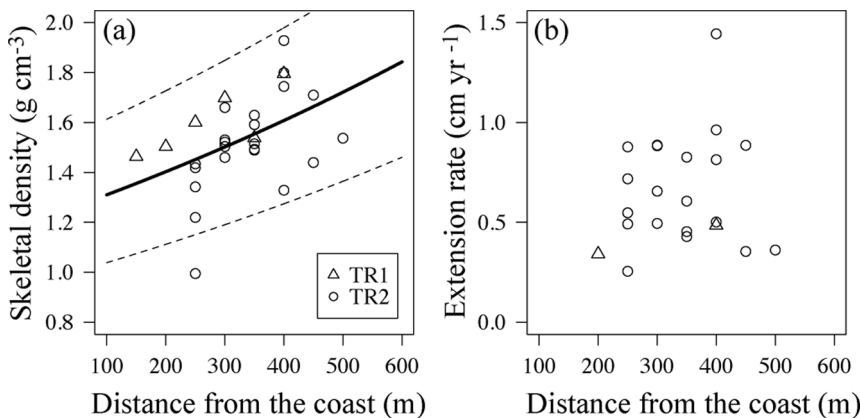 (a)
Skeletal density (g cm⁻³)
2.0
1.8
1.6
1.4
1.2
1.0
0.8
TR1
TR2
100 200 300 400 500 600
Distance from the coast (m)
(b)
Extension rate (cm yr ⁻¹)
1.5
1.0
0.5
0.0
100 200 300 400 500 600
Distance from the coast (m)